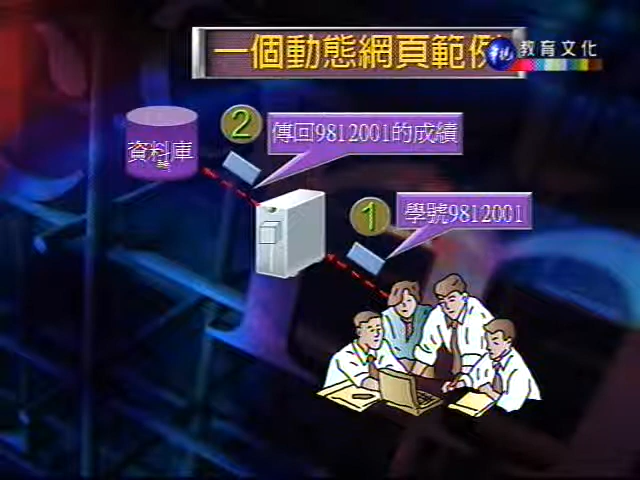 一個動態網頁範例
華視 教育文化
2 傳回9812001的成績
資料庫
1 學號9812001